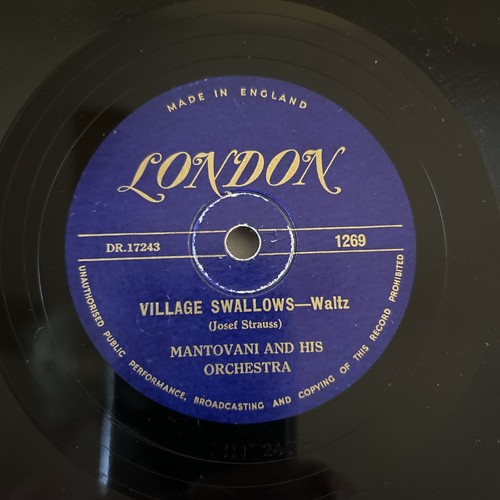 MADE IN ENGLAND
LONDON
DR.17243 1269
VILLAGE SWALLOWS—Waltz
(Josef Strauss)
MANTOVANI AND HIS
ORCHESTRA
UNAUTHORISED PUBLIC PERFORMANCE, BROADCASTING AND COPYING OF THIS RECORD PROHIBITED